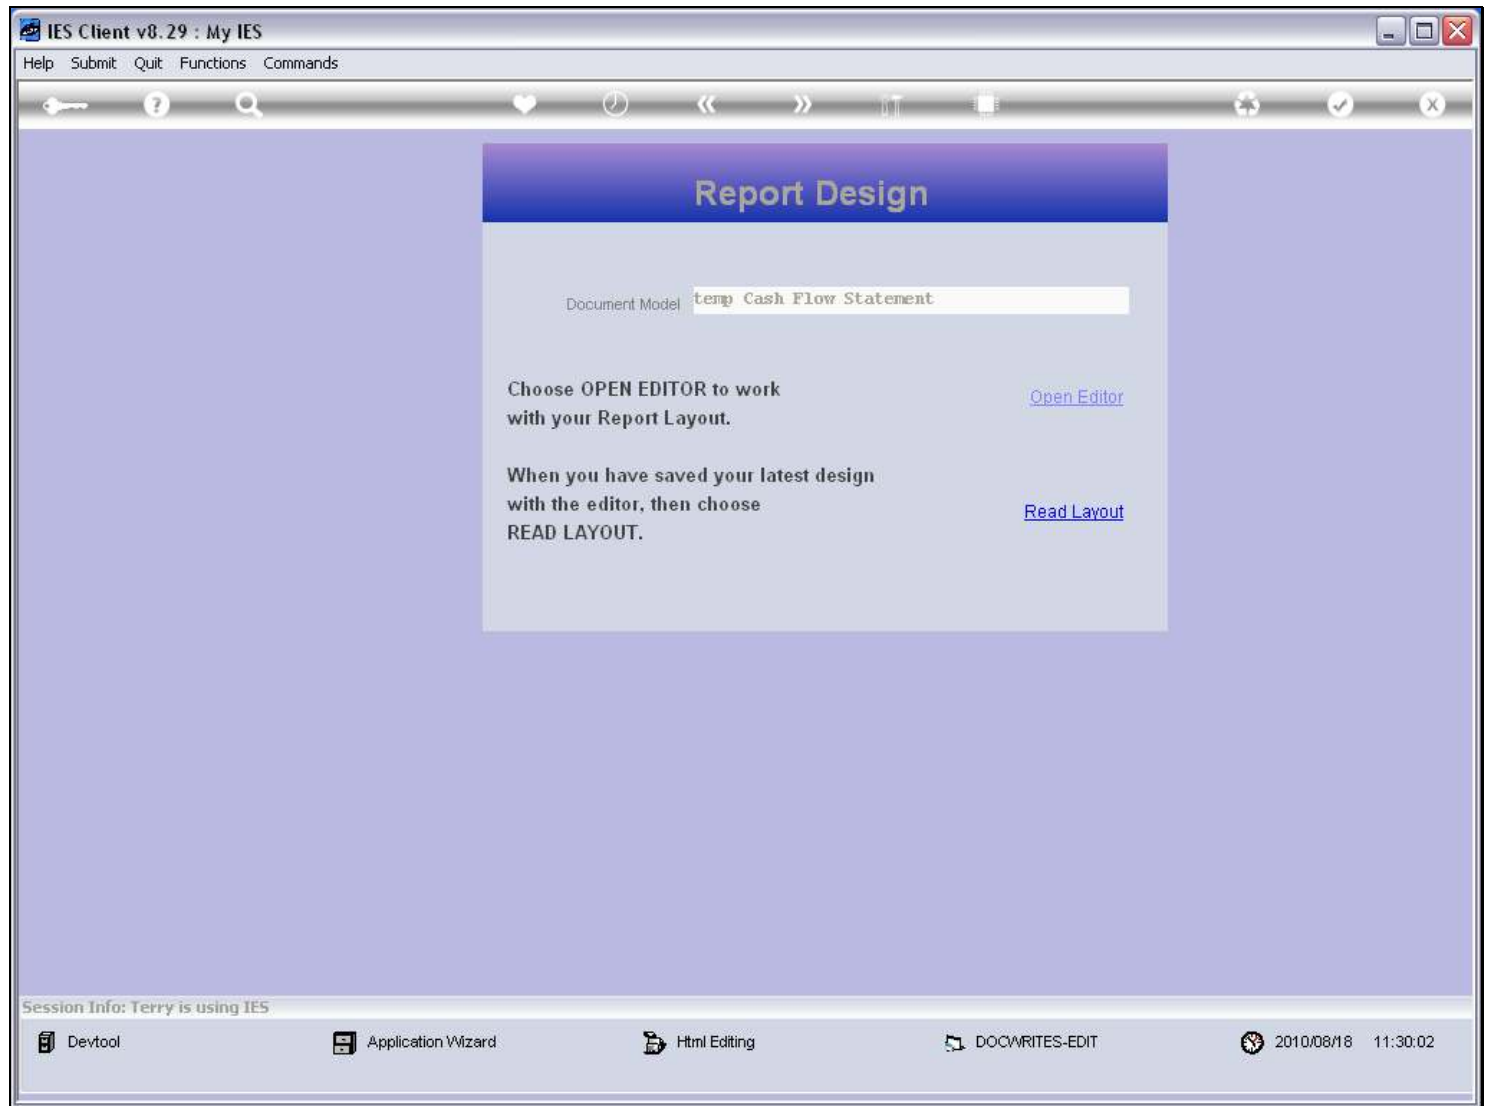 IES Client v8.29 : My IES
Help Submit Quit Functions Commands
Report Design
Document Model temp Cash Flow Statement
Choose OPEN EDITOR to work
with your Report Layout.
Open Editor
When you have saved your latest design
with the editor, then choose
READ LAYOUT.
Read Layout
Session Info: Terry is using IES
Devtool Application Wizard Html Editing DOCWRITES-EDIT 2010/08/18 11:30:02